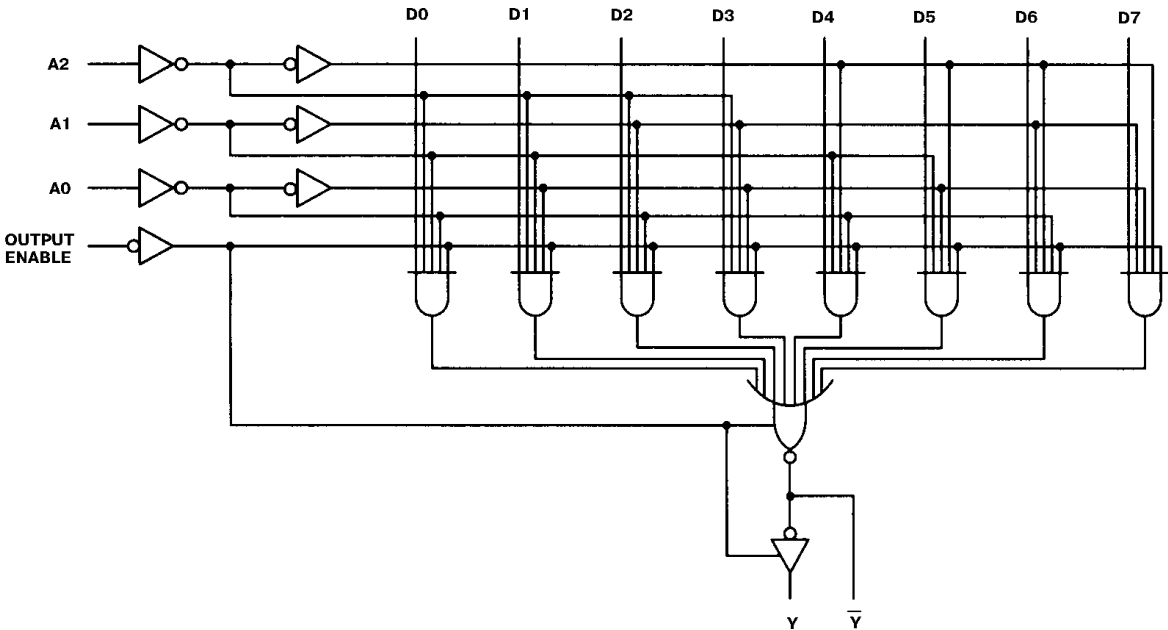 D0 D1 D2 D3 D4 D5 D6 D7
A2
A1
A0
OUTPUT
ENABLE
Y Y̅